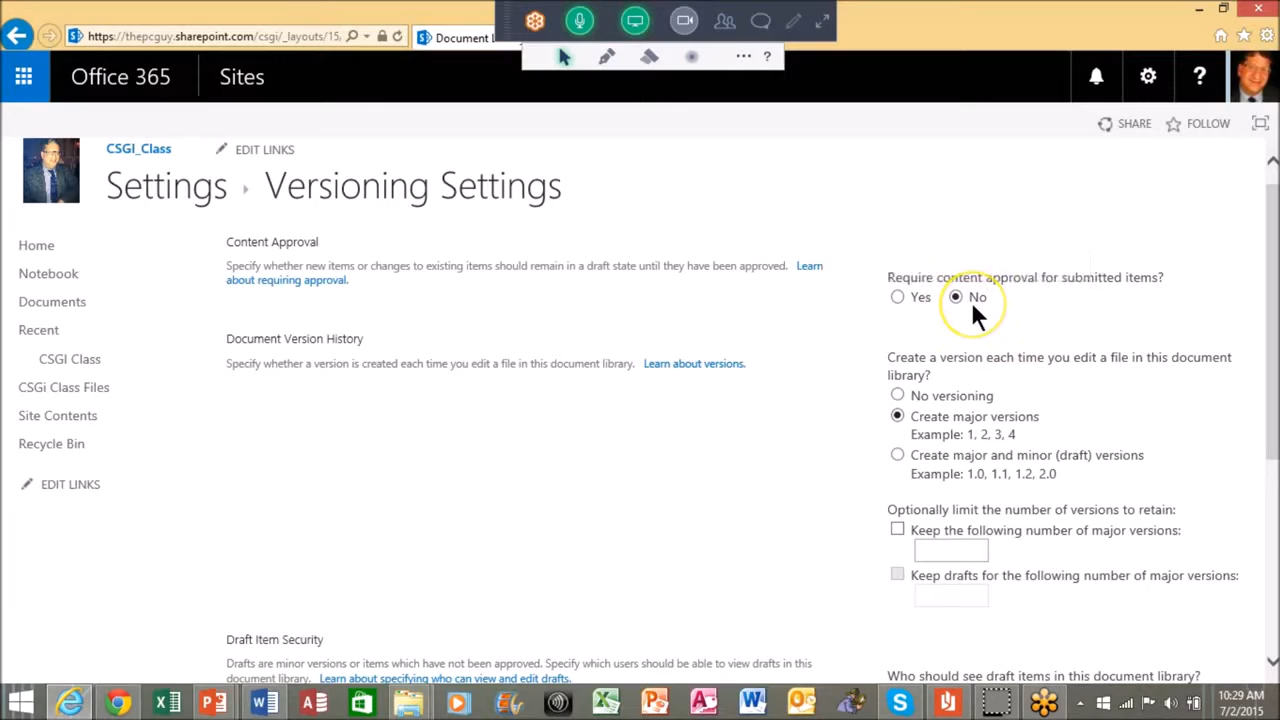 https://thepcguy.sharepoint.com/csgi/_layouts/15,
Document L
Office 365
Sites
SHARE
FOLLOW
CSGI_Class
EDIT LINKS
Settings
Versioning Settings
Home
Notebook
Documents
Recent
CSGI Class
CSGi Class Files
Site Contents
Recycle Bin
EDIT LINKS
Content Approval
Specify whether new items or changes to existing items should remain in a draft state until they have been approved. Learn
about requiring approval.
Require content approval for submitted items?
Yes
No
Document Version History
Specify whether a version is created each time you edit a file in this document library. Learn about versions.
Create a version each time you edit a file in this document
library?
No versioning
Create major versions
Example: 1, 2, 3, 4
Create major and minor (draft) versions
Example: 1.0, 1.1, 1.2, 2.0
Optionally limit the number of versions to retain:
Keep the following number of major versions:
Keep drafts for the following number of major versions:
Draft Item Security
Drafts are minor versions or items which have not been approved. Specify which users should be able to view drafts in this
document library. Learn about specifying who can view and edit drafts.
Who should see draft items in this document library?
10:29 AM
7/2/2015